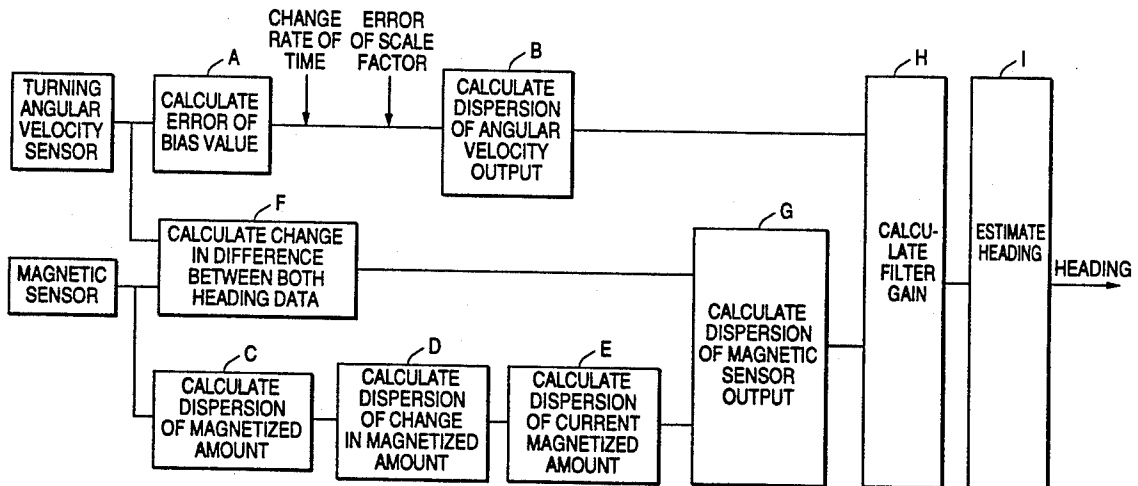 CHANGE
RATE OF
TIME
ERROR
OF SCALE
FACTOR
A
B
H
I
TURNING
ANGULAR
VELOCITY
SENSOR
CALCULATE
ERROR OF
BIAS VALUE
CALCULATE
DISPERSION
OF ANGULAR
VELOCITY
OUTPUT
F
G
CALCULATE CHANGE
IN DIFFERENCE
BETWEEN BOTH
HEADING DATA
MAGNETIC
SENSOR
CALCULATE
DISPERSION
OF MAGNETIC
SENSOR
OUTPUT
CALCU-
LATE
FILTER
GAIN
ESTIMATE
HEADING
HEADING
C
D
E
CALCULATE
DISPERSION
OF MAGNETIZED
AMOUNT
CALCULATE
DISPERSION
OF CHANGE
IN MAGNETIZED
AMOUNT
CALCULATE
DISPERSION
OF CURRENT
MAGNETIZED
AMOUNT